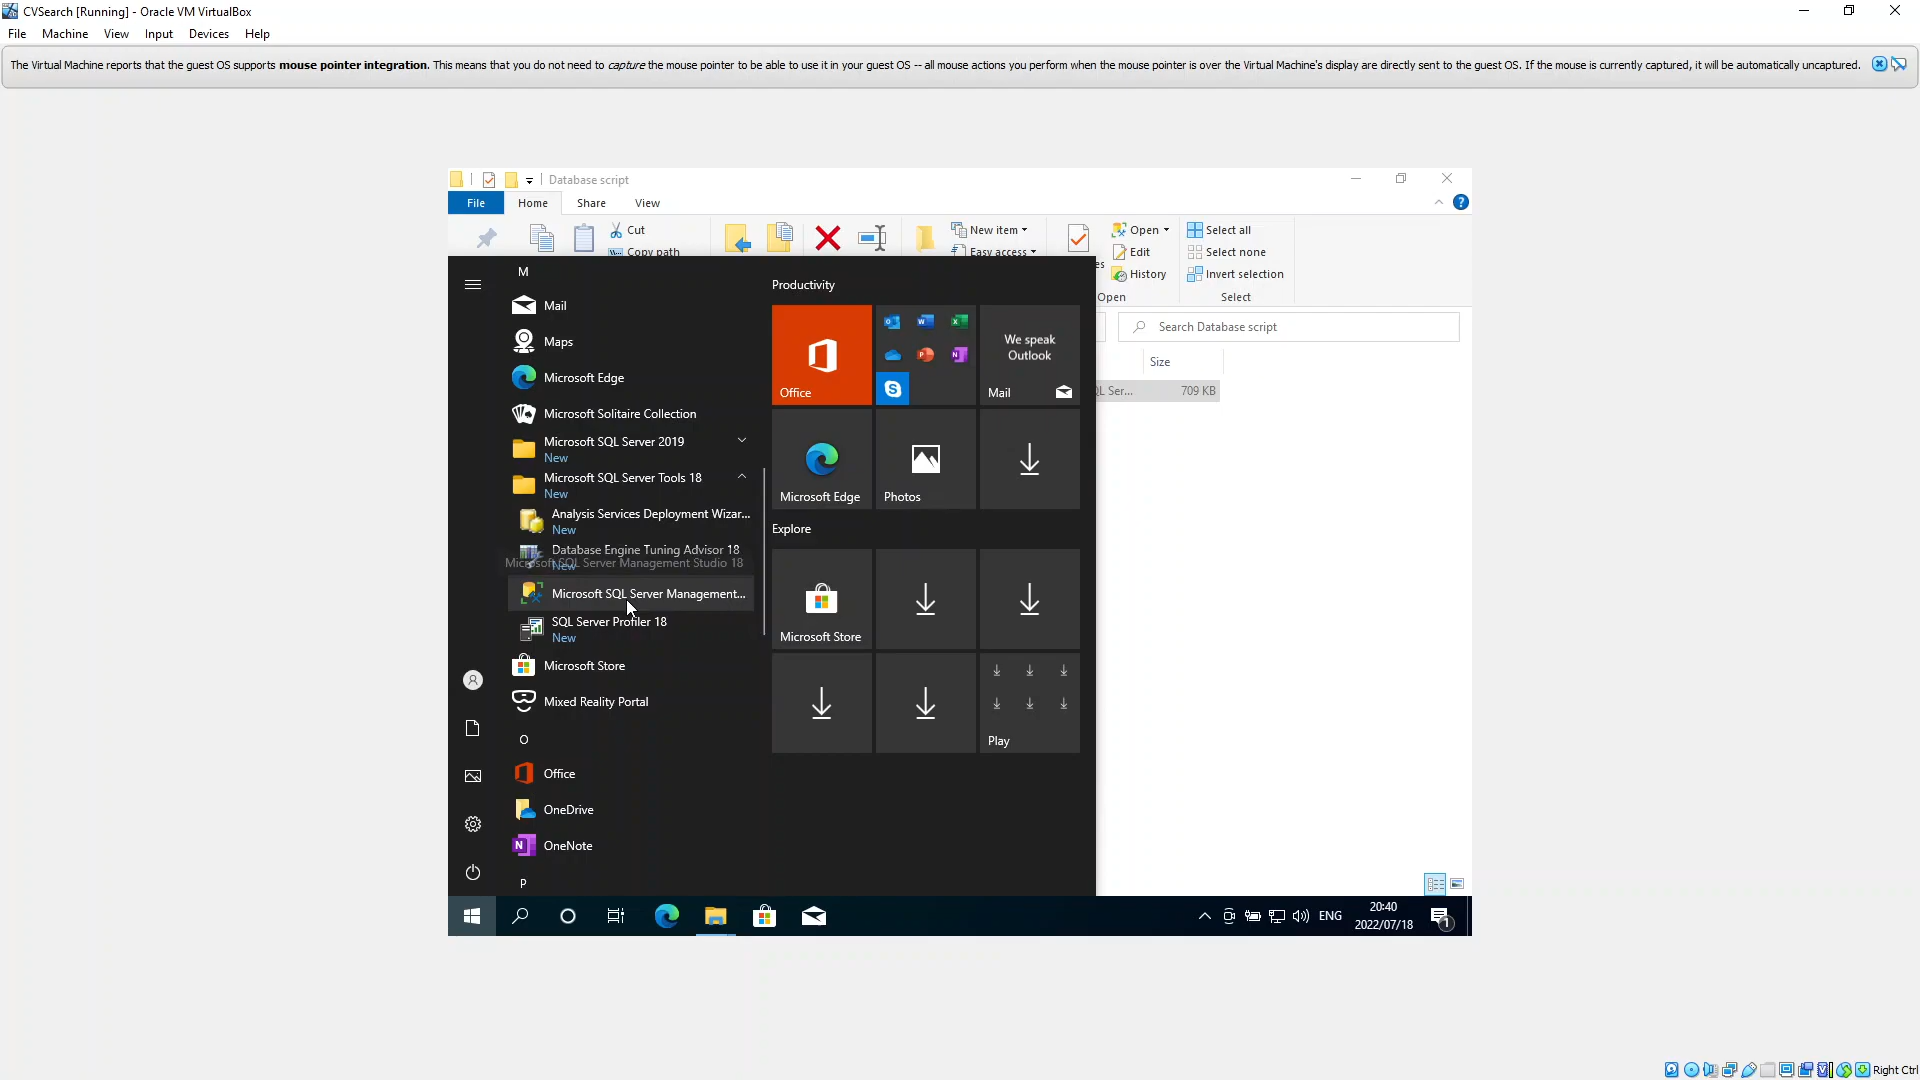 CVSearch [Running] - Oracle VM VirtualBox
File Machine View Input Devices Help
The Virtual Machine reports that the guest OS supports mouse pointer integration. This means that you do not need to capture the mouse pointer to be able to use it in your guest OS -- all mouse actions you perform when the mouse pointer is over the Virtual Machine's display are directly sent to the guest OS. If the mouse is currently captured, it will be automatically uncaptured.
Database script
File Home Share View
Cut
Copy path
New item
Easy access
Open
Edit
History
Open
Select all
Select none
Invert selection
Select
Search Database script
Size
QL Ser... 709 KB
M
Mail
Maps
Microsoft Edge
Microsoft Solitaire Collection
Microsoft SQL Server 2019
New
Microsoft SQL Server Tools 18
New
Analysis Services Deployment Wizar...
New
Database Engine Tuning Advisor 18
New
Microsoft SQL Server Management Studio 18
Microsoft SQL Server Management...
SQL Server Profiler 18
New
Microsoft Store
Mixed Reality Portal
O
Office
OneDrive
OneNote
P
Productivity
Office
We speak
Outlook
Mail
Microsoft Edge
Photos
Explore
Microsoft Store
Play
ENG
20:40
2022/07/18
1
Right Ctrl